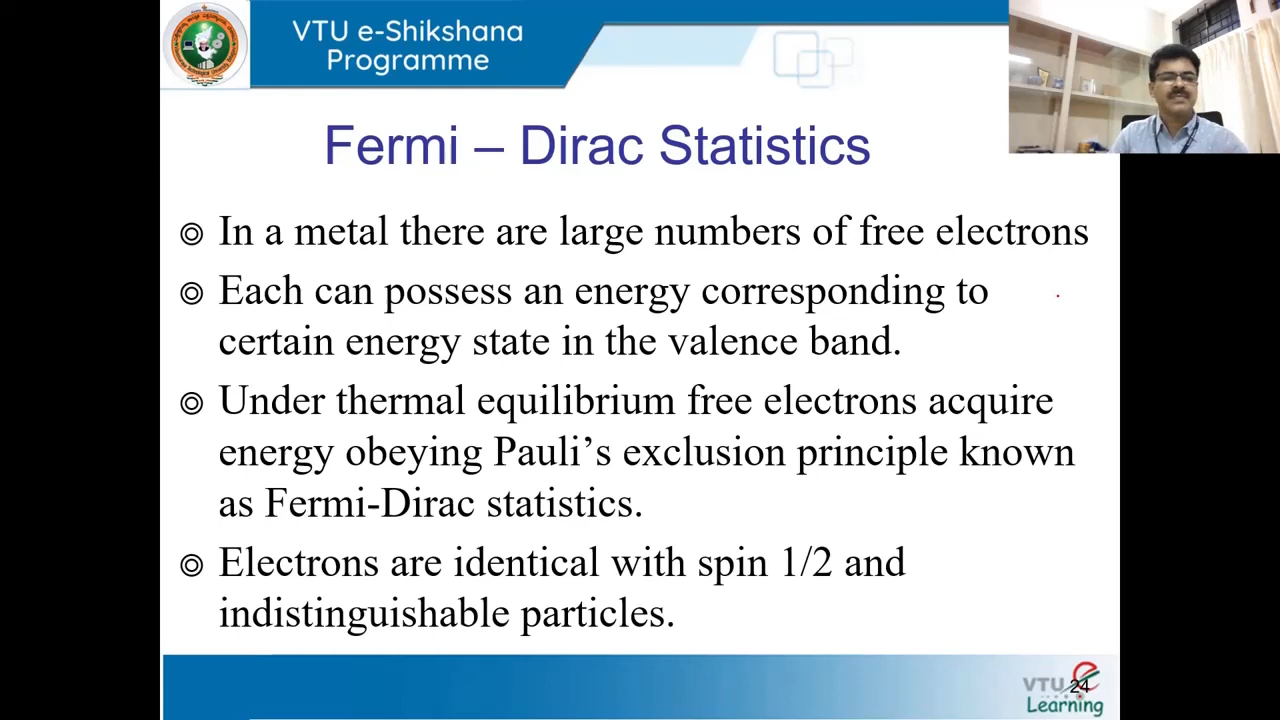 VTU e-Shikshana
Programme
Fermi – Dirac Statistics
In a metal there are large numbers of free electrons
Each can possess an energy corresponding to
certain energy state in the valence band.
Under thermal equilibrium free electrons acquire
energy obeying Pauli’s exclusion principle known
as Fermi-Dirac statistics.
Electrons are identical with spin 1/2 and
indistinguishable particles.
VTU e
24
Learning